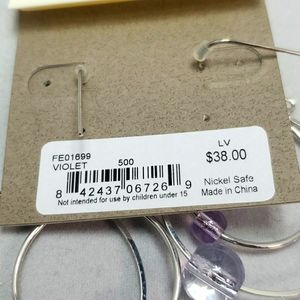 FE01699
VIOLET 500
LV
$38.00
8 42437 06726 9
Nickel Safe
Made in China
Not intended for use by children under 15